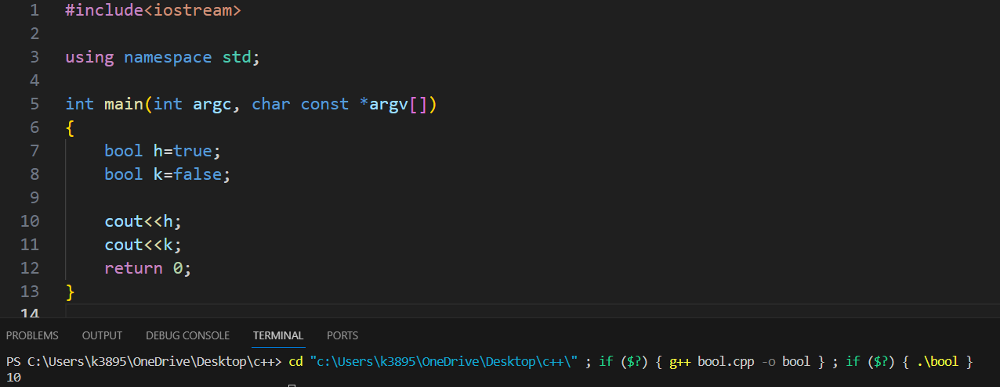 1 #include<iostream>
2
3 using namespace std;
4
5 int main(int argc, char const *argv[])
6 {
7     bool h=true;
8     bool k=false;
9
10     cout<<h;
11     cout<<k;
12     return 0;
13 }
14
PROBLEMS OUTPUT DEBUG CONSOLE TERMINAL PORTS
PS C:\Users\k3895\OneDrive\Desktop\c++> cd "c:\Users\k3895\OneDrive\Desktop\c++\" ; if ($?) { g++ bool.cpp -o bool } ; if ($?) { .\bool }
10